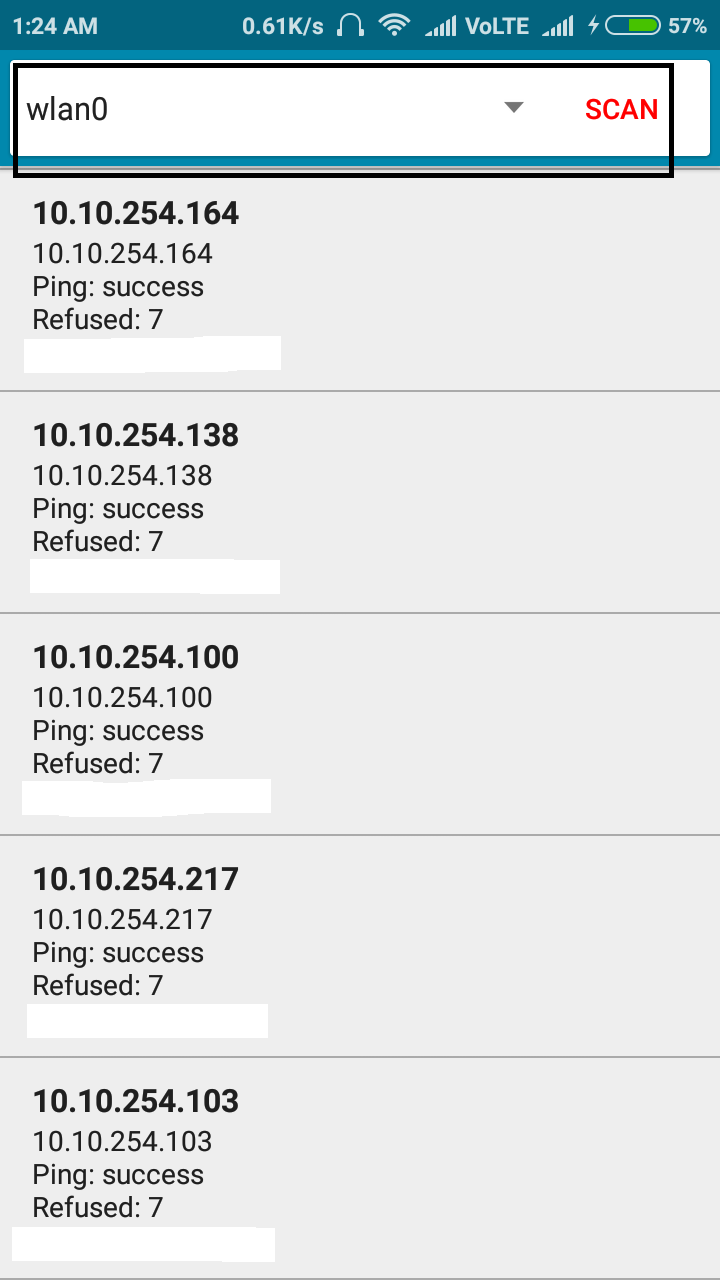 1:24 AM 0.61K/s VoLTE 57%
wlan0 SCAN
10.10.254.164
10.10.254.164
Ping: success
Refused: 7
10.10.254.138
10.10.254.138
Ping: success
Refused: 7
10.10.254.100
10.10.254.100
Ping: success
Refused: 7
10.10.254.217
10.10.254.217
Ping: success
Refused: 7
10.10.254.103
10.10.254.103
Ping: success
Refused: 7